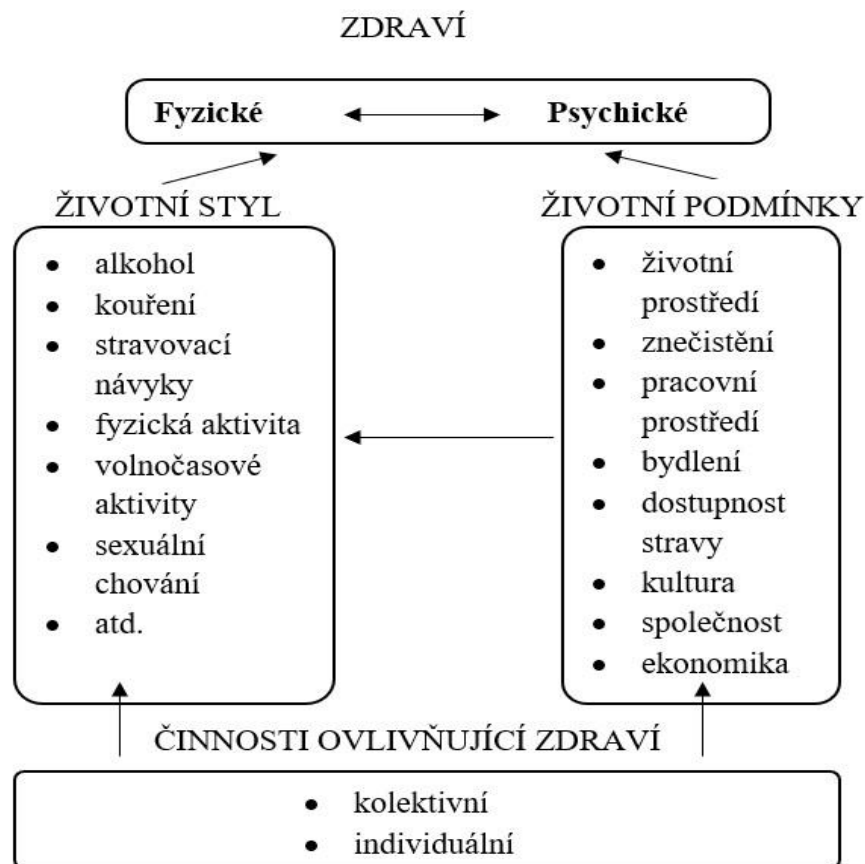 ZDRAVÍ
Fyzické Psychické
ŽIVOTNÍ STYL
• alkohol
• kouření
• stravovací
návyky
• fyzická aktivita
• volnočasové
aktivity
• sexuální
chování
• atd.
ŽIVOTNÍ PODMÍNKY
• životní
prostředí
• znečistění
• pracovní
prostředí
• bydlení
• dostupnost
stravy
• kultura
• společnost
• ekonomika
ČINNOSTI OVLIVŇUJÍCÍ ZDRAVÍ
• kolektivní
• individuální